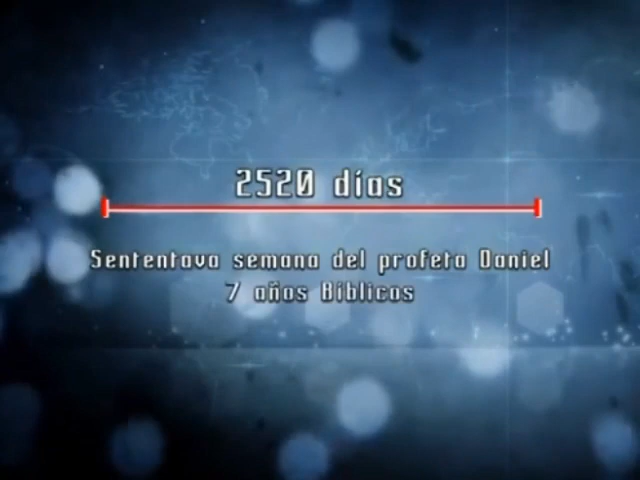 2520 días
Sententava semana del profeta Daniel
7 años Bíblicos